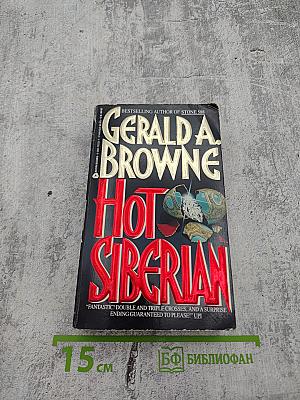 BESTSELLING AUTHOR OF STONE 588
GERALD A.
BROWNE
HOT
SIBERIAN
"FANTASTIC! DOUBLE AND TRIPLE CROSSES, AND A SURPRISE
ENDING GUARANTEED TO PLEASE!" UPI
15 см
БФ БИБЛИОФАН